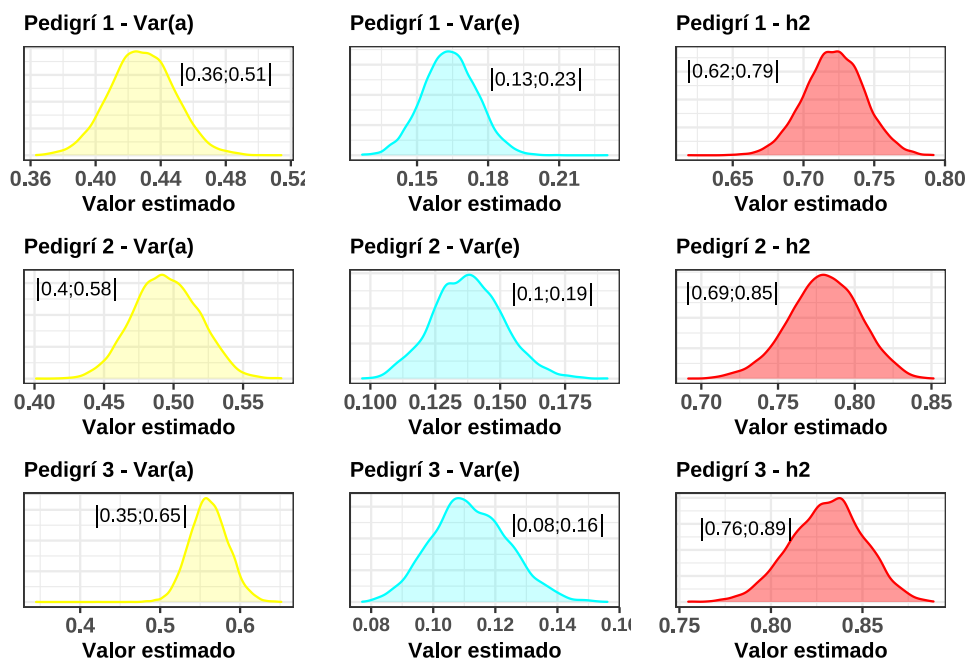 Pedigrí 1 - Var(a)
|0.36;0.51|
0.36 0.40 0.44 0.48 0.52
Valor estimado
Pedigrí 1 - Var(e)
|0.13;0.23|
0.15 0.18 0.21
Valor estimado
Pedigrí 1 - h2
|0.62;0.79|
0.65 0.70 0.75 0.80
Valor estimado
Pedigrí 2 - Var(a)
|0.4;0.58|
0.40 0.45 0.50 0.55
Valor estimado
Pedigrí 2 - Var(e)
|0.1;0.19|
0.100 0.125 0.150 0.175
Valor estimado
Pedigrí 2 - h2
|0.69;0.85|
0.70 0.75 0.80 0.85
Valor estimado
Pedigrí 3 - Var(a)
|0.35;0.65|
0.4 0.5 0.6
Valor estimado
Pedigrí 3 - Var(e)
|0.08;0.16|
0.08 0.10 0.12 0.14 0.16
Valor estimado
Pedigrí 3 - h2
|0.76;0.89|
0.75 0.80 0.85
Valor estimado